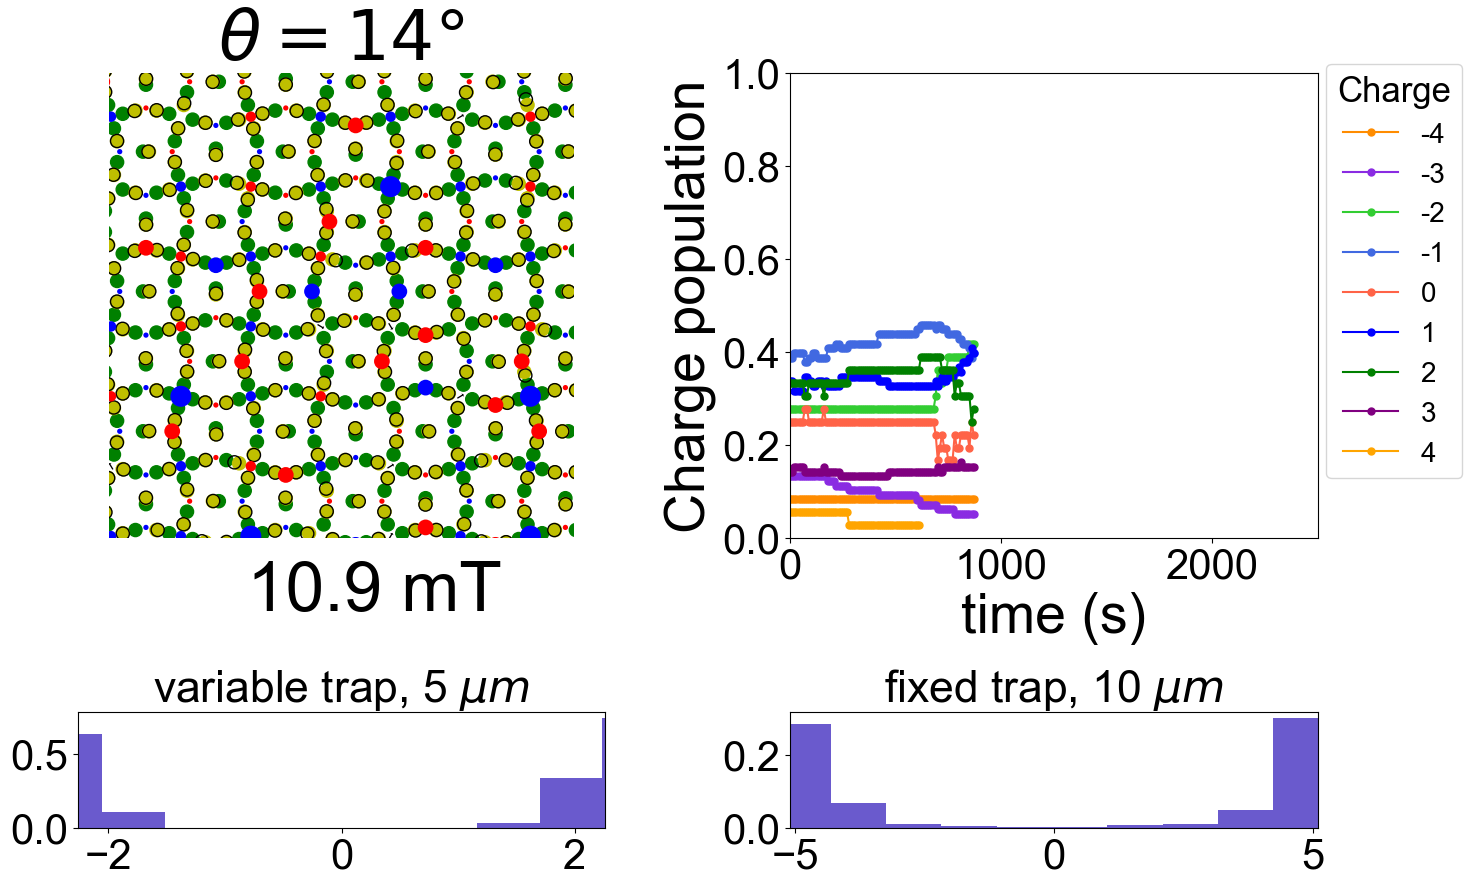 θ = 14°
10.9 mT
1.0
0.8
0.6
0.4
0.2
0.0
Charge population
0 1000 2000
time (s)
Charge
-4
-3
-2
-1
0
1
2
3
4
variable trap, 5 μm
0.5
0.0
−2 0 2
fixed trap, 10 μm
0.2
0.0
−5 0 5